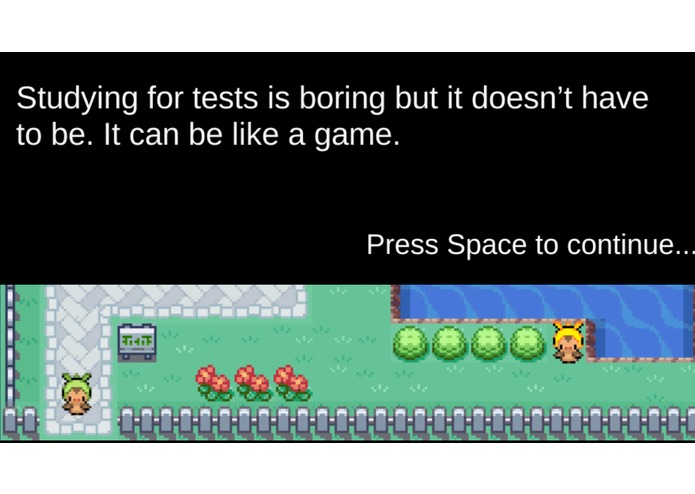 Studying for tests is boring but it doesn’t have
to be. It can be like a game.
Press Space to continue...